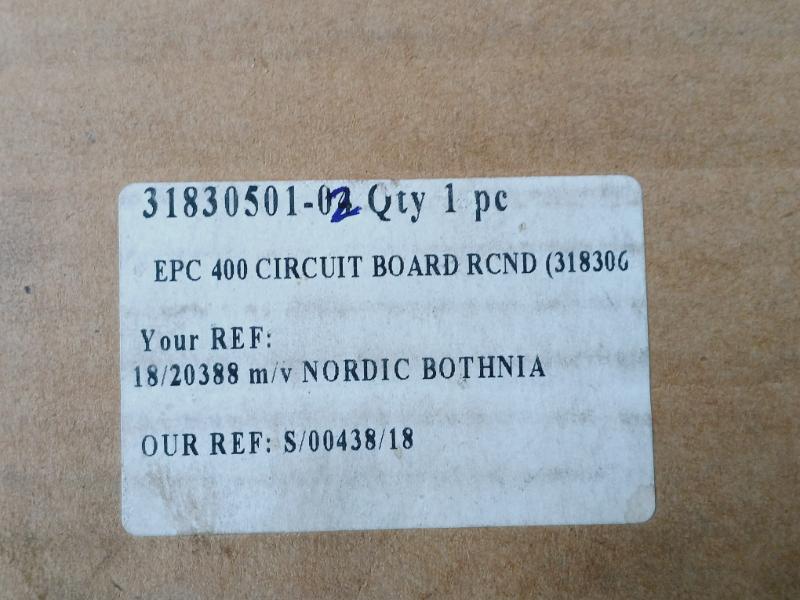 31830501-02 Qty 1 pc
EPC 400 CIRCUIT BOARD RCND (318306
Your REF:
18/20388 m/v NORDIC BOTHNIA
OUR REF: S/00438/18